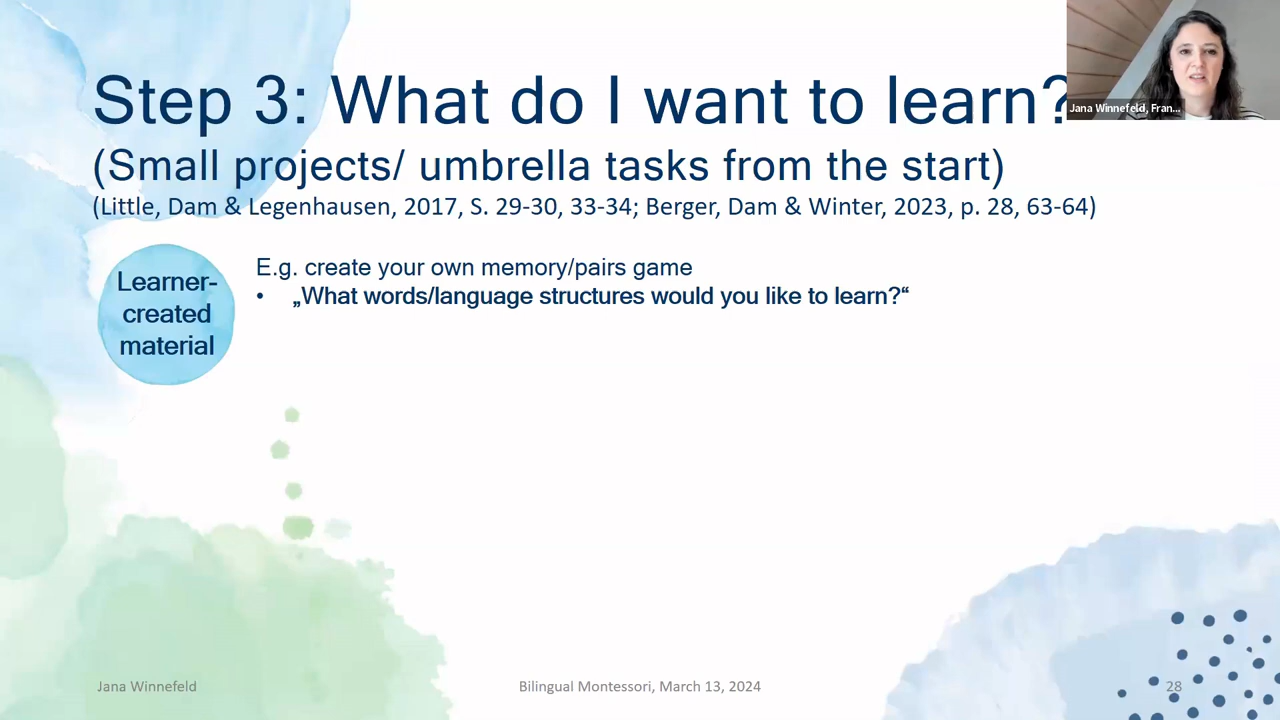 Step 3: What do I want to learn?
(Small projects/ umbrella tasks from the start)
(Little, Dam & Legenhausen, 2017, S. 29-30, 33-34; Berger, Dam & Winter, 2023, p. 28, 63-64)
Learner-
created
material
E.g. create your own memory/pairs game
• „What words/language structures would you like to learn?“
Jana Winnefeld, Fran...
Jana Winnefeld
Bilingual Montessori, March 13, 2024
28